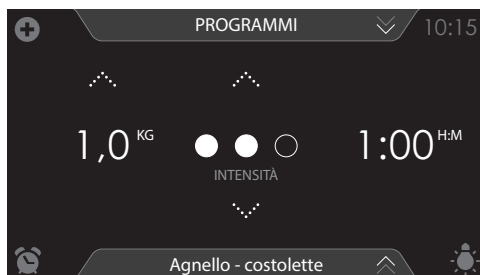 PROGRAMMI 10:15
1,0 KG 1:00 H:M
INTENSITÀ
Agnello - costolette